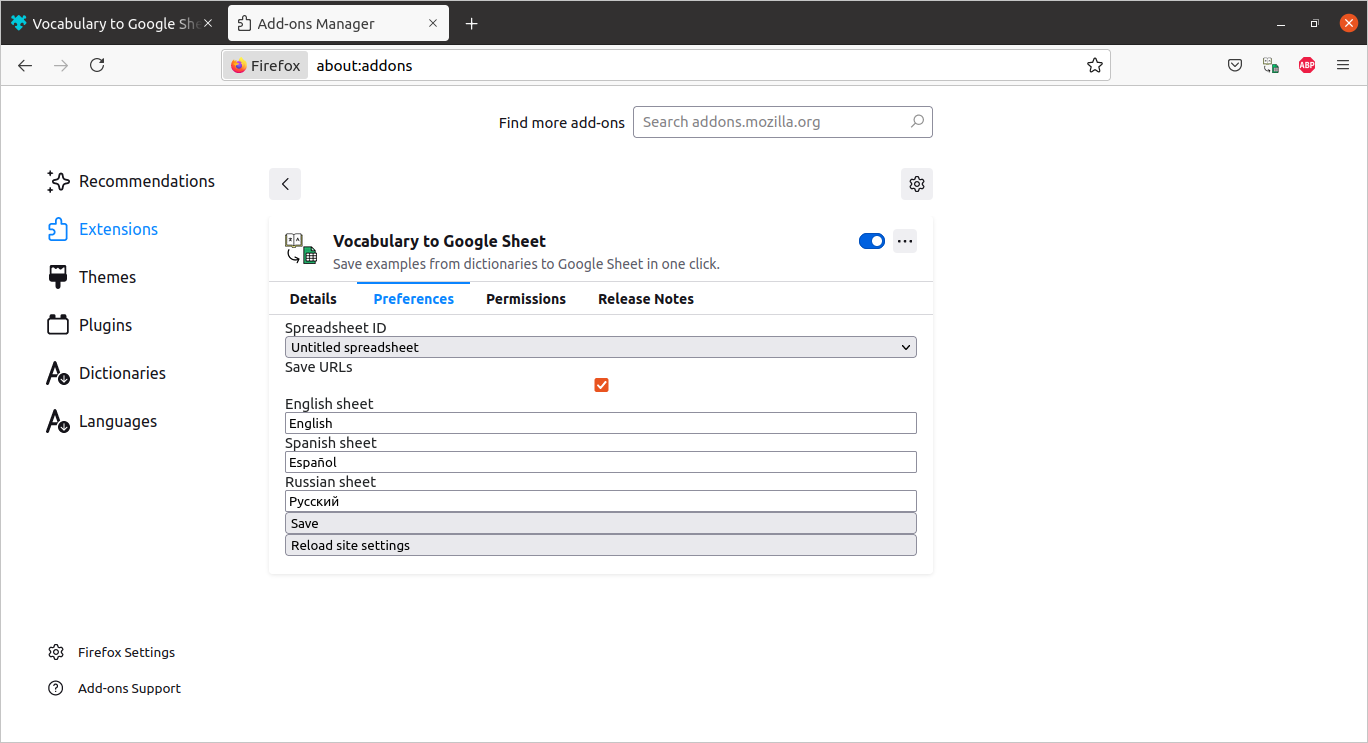 Vocabulary to Google She
Add-ons Manager
Firefox about:addons
ABP
Find more add-ons Search addons.mozilla.org
Recommendations
Extensions
Themes
Plugins
Dictionaries
Languages
Vocabulary to Google Sheet
Save examples from dictionaries to Google Sheet in one click.
Details Preferences Permissions Release Notes
Spreadsheet ID
Untitled spreadsheet
Save URLs
English sheet
English
Spanish sheet
Español
Russian sheet
Русский
Save
Reload site settings
Firefox Settings
Add-ons Support